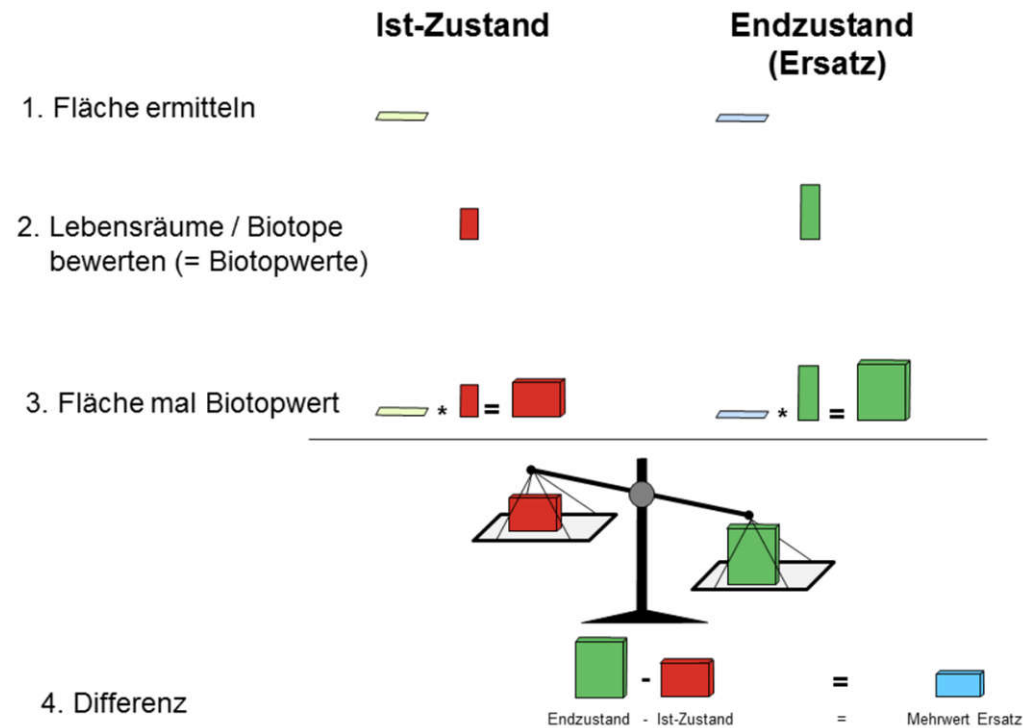 Ist-Zustand
Endzustand
(Ersatz)
1. Fläche ermitteln
2. Lebensräume / Biotope
bewerten (= Biotopwerte)
3. Fläche mal Biotopwert * = * =
- =
4. Differenz
Endzustand - Ist-Zustand = Mehrwert Ersatz